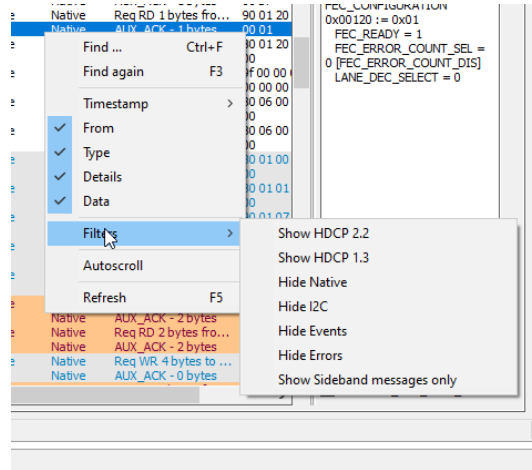 Native Req RD 1 bytes fro... 90 01 20
Native AUX_ACK - 1 bytes 00 01
Find ... Ctrl+F
Find again F3
Timestamp
From
Type
Details
Data
Filters
Autoscroll
Refresh F5
Show HDCP 2.2
Show HDCP 1.3
Hide Native
Hide I2C
Hide Events
Hide Errors
Show Sideband messages only
Native AUX_ACK - 2 bytes
Native Req RD 2 bytes fro...
Native AUX_ACK - 2 bytes
Native Req WR 4 bytes to ...
Native AUX_ACK - 0 bytes
FEC_CONFIGURATION
0x00120 := 0x01
FEC_READY = 1
FEC_ERROR_COUNT_SEL =
0 [FEC_ERROR_COUNT_DIS]
LANE_DEC_SELECT = 0